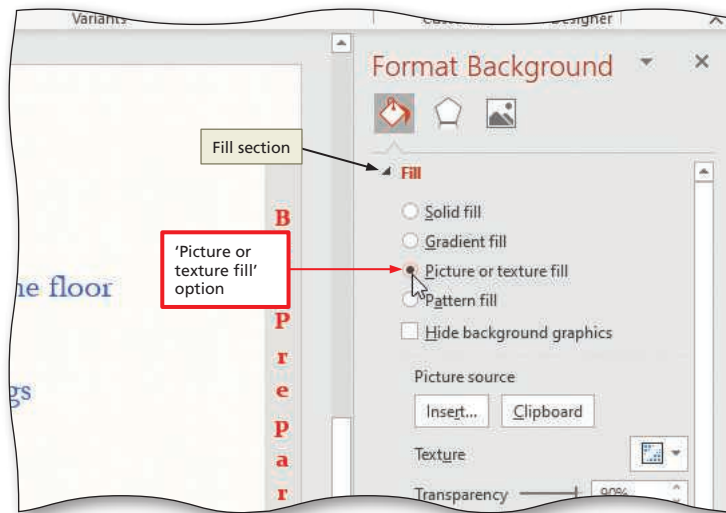 Variants
Designer
Format Background
Fill section
Fill
Solid fill
Gradient fill
Picture or texture fill
Pattern fill
Hide background graphics
Picture source
Insert...
Clipboard
Texture
Transparency
90%
'Picture or
texture fill'
option
ne floor
gs
B
P
r
e
p
a
r